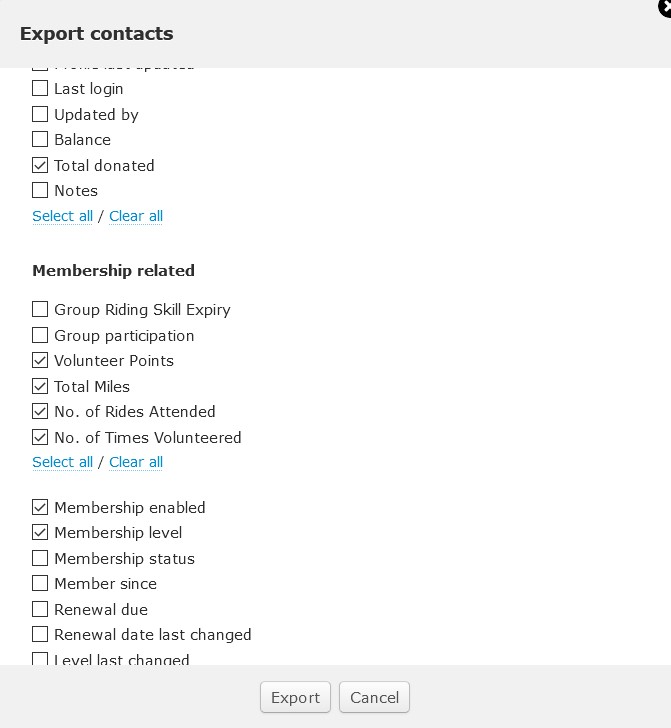 Export contacts
Profile last updated
Last login
Updated by
Balance
Total donated
Notes
Select all / Clear all
Membership related
Group Riding Skill Expiry
Group participation
Volunteer Points
Total Miles
No. of Rides Attended
No. of Times Volunteered
Select all / Clear all
Membership enabled
Membership level
Membership status
Member since
Renewal due
Renewal date last changed
Level last changed
Export Cancel